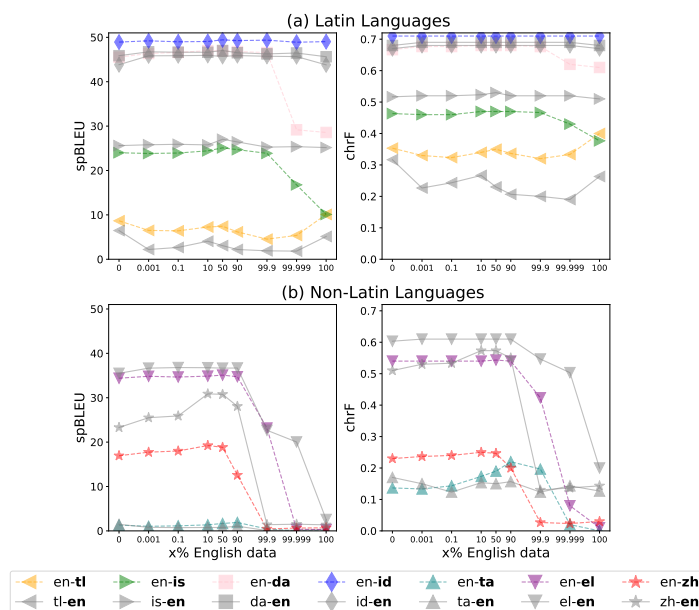 (a) Latin Languages
50
40
30
20
10
0
spBLEU
0 0.001 0.1 10 50 90 99.9 99.999 100
0.7
0.6
0.5
0.4
0.3
0.2
0.1
0.0
chrF
0 0.001 0.1 10 50 90 99.9 99.999 100
(b) Non-Latin Languages
50
40
30
20
10
0
spBLEU
0 0.001 0.1 10 50 90 99.9 99.999 100
x% English data
0.7
0.6
0.5
0.4
0.3
0.2
0.1
0.0
chrF
0 0.001 0.1 10 50 90 99.9 99.999 100
x% English data
en-tl en-is en-da en-id en-ta en-el en-zh
tl-en is-en da-en id-en ta-en el-en zh-en